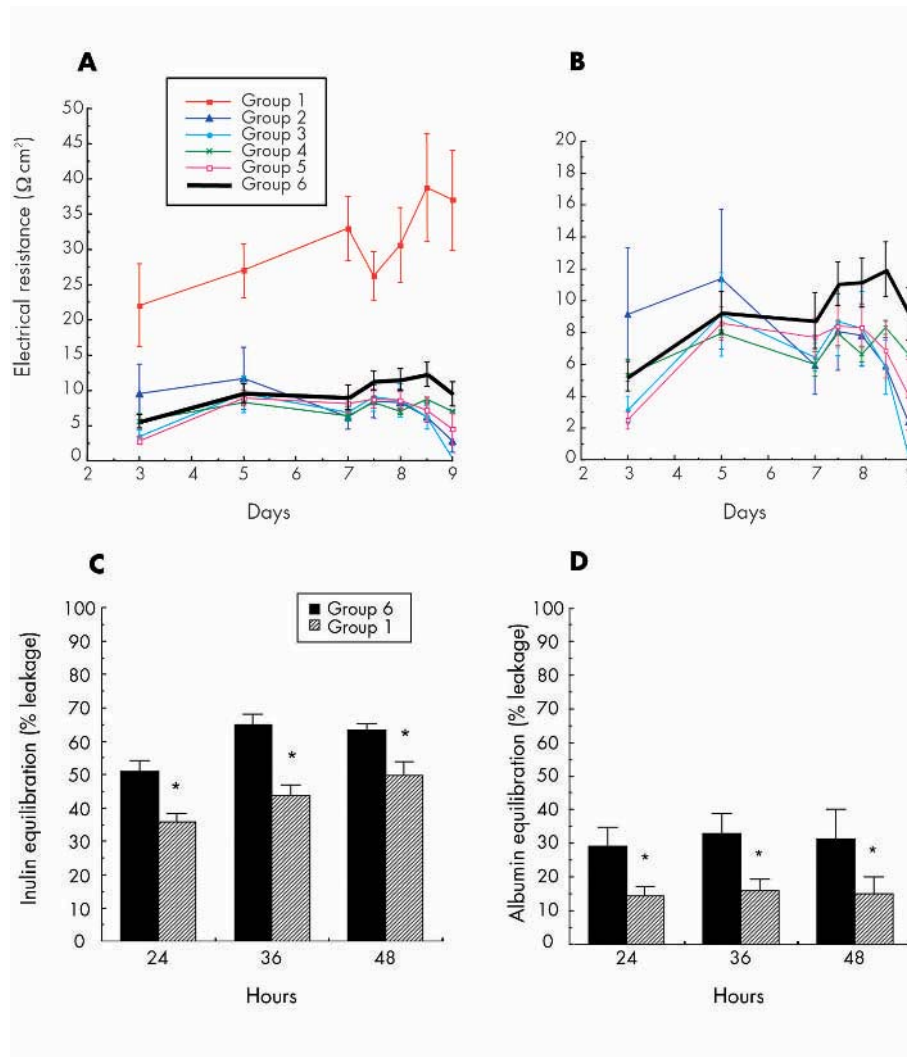 A
Group 1
Group 2
Group 3
Group 4
Group 5
Group 6
Electrical resistance (Ω cm²)
50
45
40
35
30
25
20
15
10
5
0
2 3 4 5 6 7 8 9
Days
B
20
18
16
14
12
10
8
6
4
2
0
2 3 4 5 6 7 8
Days
C
Group 6
Group 1
Inulin equilibration (% leakage)
100
90
80
70
60
50
40
30
20
10
0
* * *
24 36 48
Hours
D
Albumin equilibration (% leakage)
100
90
80
70
60
50
40
30
20
10
0
* * *
24 36 48
Hours